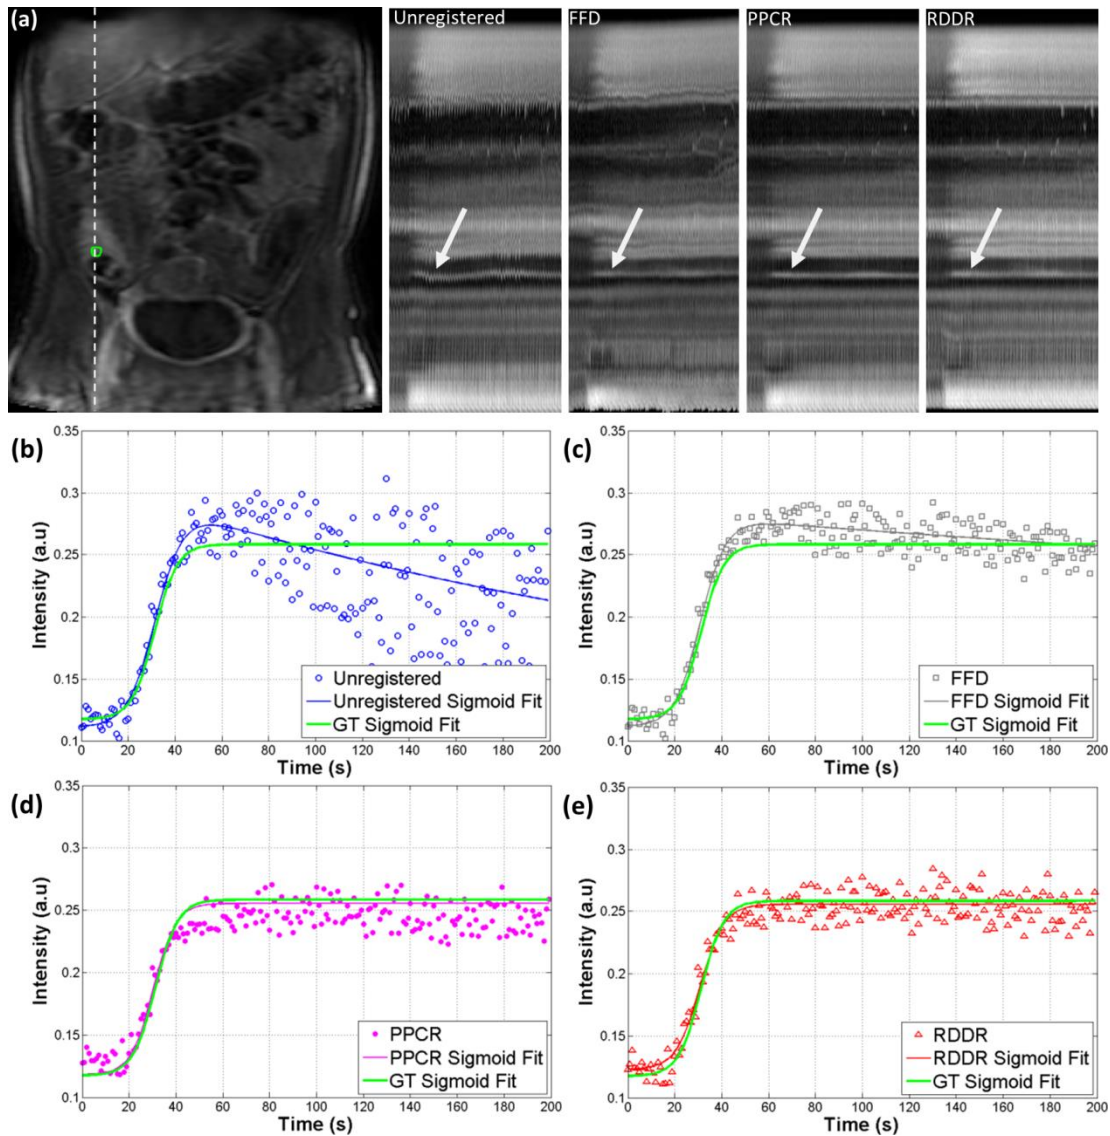 (a)
Unregistered
FFD
PPCR
RDDR
(b)
0.35
0.3
0.25
0.2
0.15
0.1
Intensity (a.u)
0 20 40 60 80 100 120 140 160 180 200
Time (s)
Unregistered
Unregistered Sigmoid Fit
GT Sigmoid Fit
(c)
0.35
0.3
0.25
0.2
0.15
0.1
Intensity (a.u)
0 20 40 60 80 100 120 140 160 180 200
Time (s)
FFD
FFD Sigmoid Fit
GT Sigmoid Fit
(d)
0.35
0.3
0.25
0.2
0.15
0.1
Intensity (a.u)
0 20 40 60 80 100 120 140 160 180 200
Time (s)
PPCR
PPCR Sigmoid Fit
GT Sigmoid Fit
(e)
0.35
0.3
0.25
0.2
0.15
0.1
Intensity (a.u)
0 20 40 60 80 100 120 140 160 180 200
Time (s)
RDDR
RDDR Sigmoid Fit
GT Sigmoid Fit